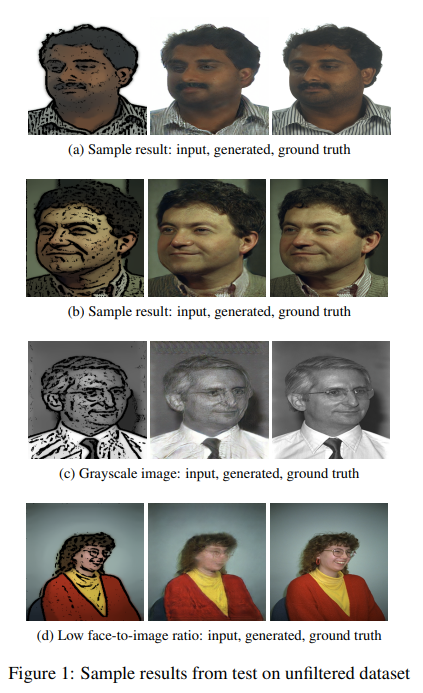 (a) Sample result: input, generated, ground truth
(b) Sample result: input, generated, ground truth
(c) Grayscale image: input, generated, ground truth
(d) Low face-to-image ratio: input, generated, ground truth
Figure 1: Sample results from test on unfiltered dataset